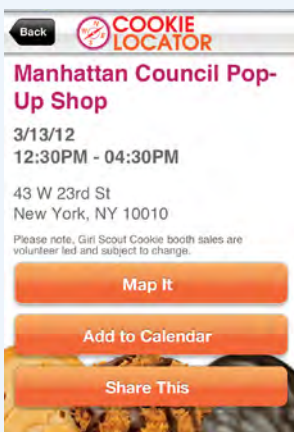 Back
COOKIE
LOCATOR
Manhattan Council Pop-
Up Shop
3/13/12
12:30PM - 04:30PM
43 W 23rd St
New York, NY 10010
Please note, Girl Scout Cookie booth sales are
volunteer led and subject to change.
Map It
Add to Calendar
Share This